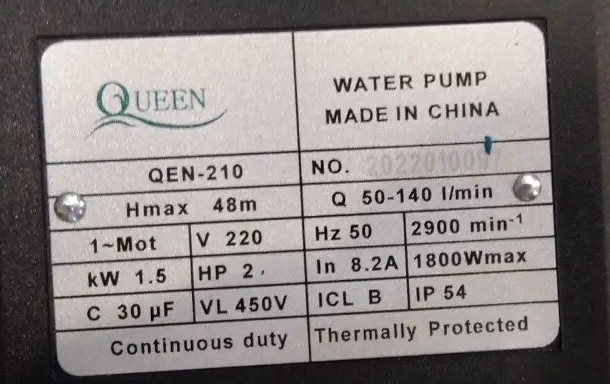 QUEEN
WATER PUMP
MADE IN CHINA
QEN-210
NO. 2022010097
Hmax 48m
Q 50-140 l/min
1~Mot V 220 Hz 50 2900 min⁻¹
kW 1.5 HP 2 In 8.2A 1800Wmax
C 30 µF VL 450V ICL B IP 54
Continuous duty Thermally Protected